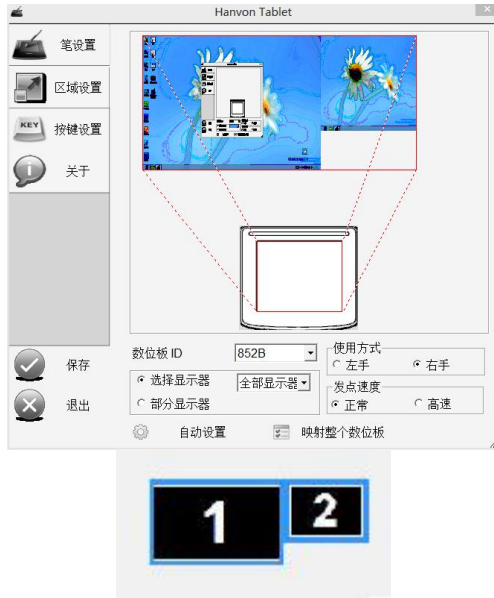 Hanvon Tablet
笔设置
区域设置
KEY
按键设置
关于
保存
退出
数位板 ID
852B
使用方式
左手
右手
选择显示器
全部显示器
部分显示器
发点速度
正常
高速
自动设置
映射整个数位板
1
2